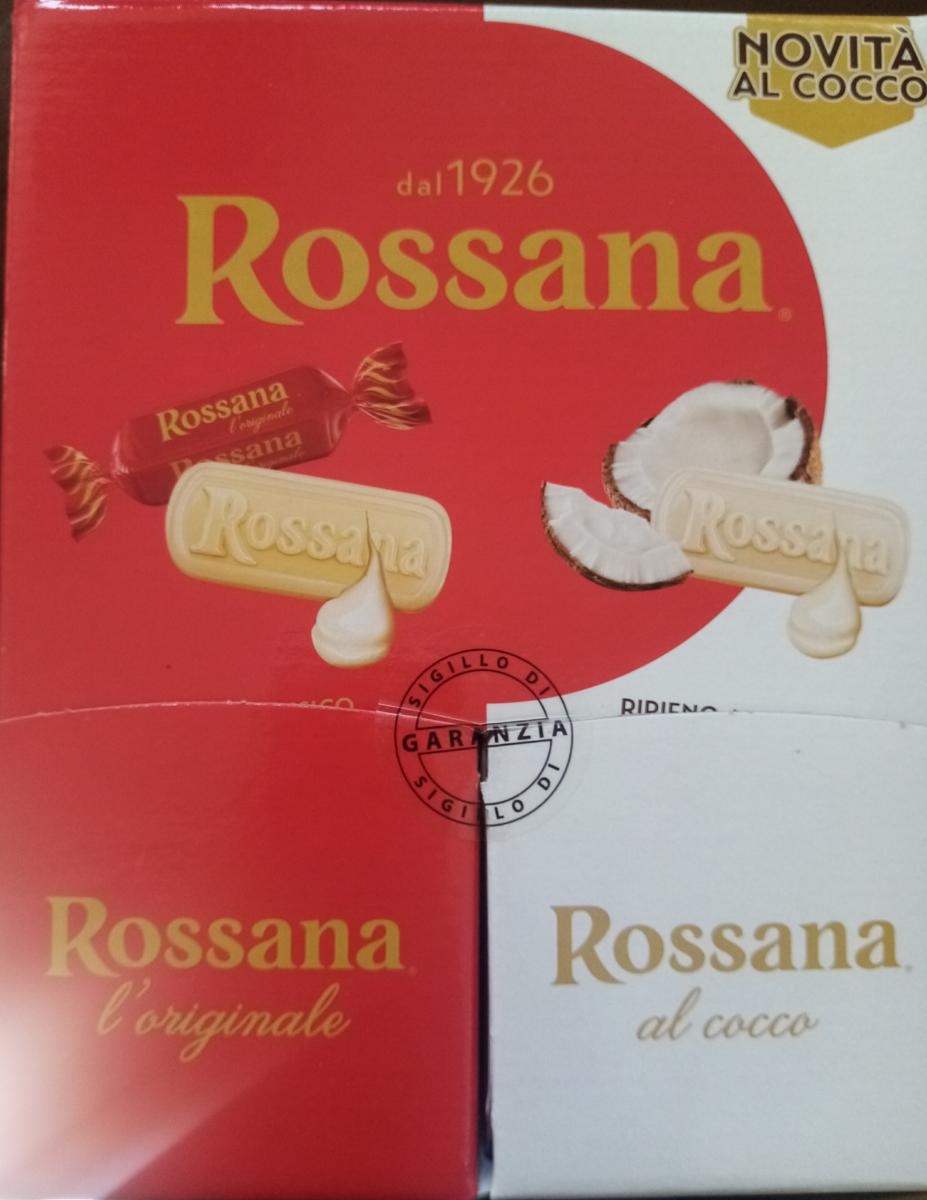 NOVITÀ
AL COCCO
dal 1926
Rossana®
Rossana
l'originale
Rossana
Rossana
Rossana
RIPIENO
SIGILLO DI
GARANZIA
SIGILLO DI
Rossana
l'originale
Rossana
al cocco